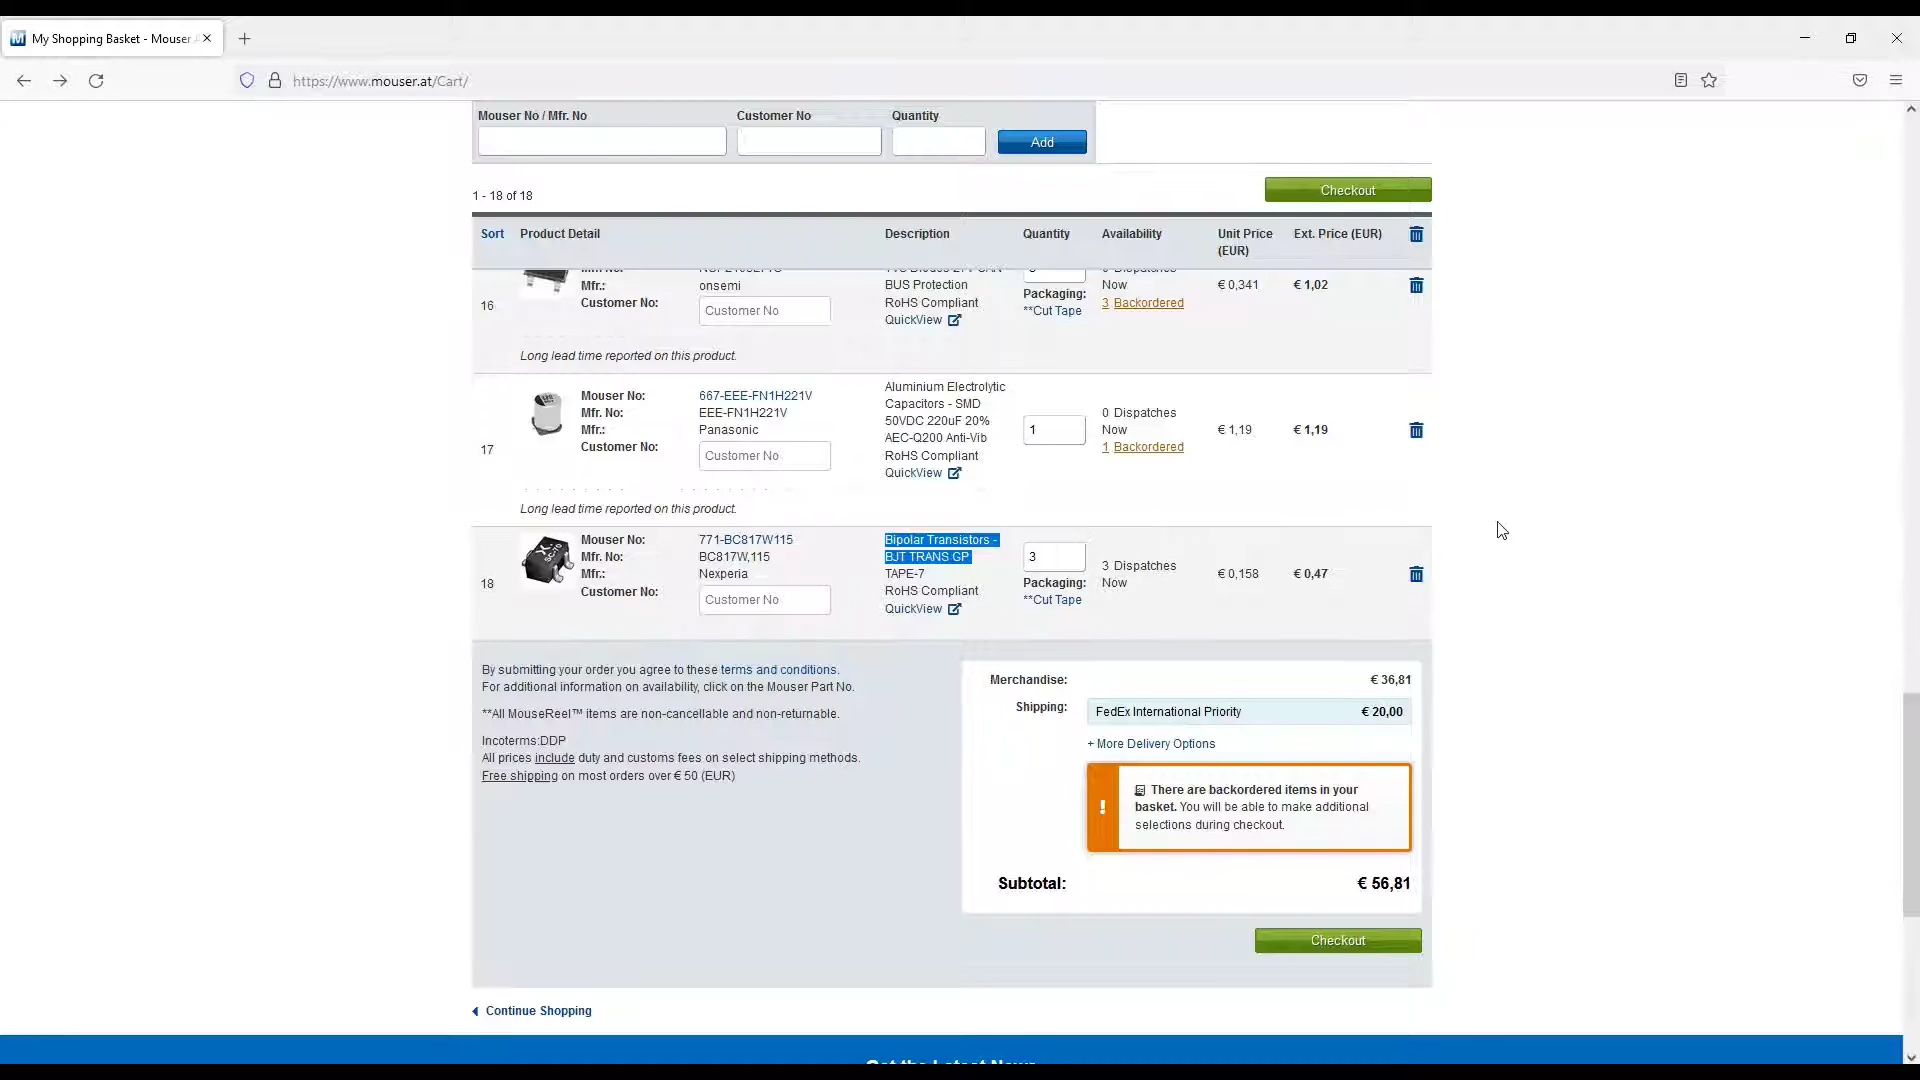 My Shopping Basket - Mouser
https://www.mouser.at/Cart/
Mouser No / Mfr. No
Customer No
Quantity
Add
1 - 18 of 18
Checkout
Sort
Product Detail
Description
Quantity
Availability
Unit Price
(EUR)
Ext. Price (EUR)
16
Mfr.:
onsemi
Customer No:
Customer No
BUS Protection
RoHS Compliant
QuickView
Packaging:
**Cut Tape
Now
3 Backordered
€ 0,341
€ 1,02
Long lead time reported on this product.
17
Mouser No:
667-EEE-FN1H221V
Mfr. No:
EEE-FN1H221V
Mfr.:
Panasonic
Customer No:
Customer No
Aluminium Electrolytic
Capacitors - SMD
50VDC 220uF 20%
AEC-Q200 Anti-Vib
RoHS Compliant
QuickView
1
0 Dispatches
Now
1 Backordered
€ 1,19
€ 1,19
Long lead time reported on this product.
18
Mouser No:
771-BC817W115
Mfr. No:
BC817W,115
Mfr.:
Nexperia
Customer No:
Customer No
Bipolar Transistors -
BJT TRANS GP
TAPE-7
RoHS Compliant
QuickView
3
Packaging:
**Cut Tape
3 Dispatches
Now
€ 0,158
€ 0,47
By submitting your order you agree to these terms and conditions.
For additional information on availability, click on the Mouser Part No.
**All MouseReel™ items are non-cancellable and non-returnable.
Incoterms:DDP
All prices include duty and customs fees on select shipping methods.
Free shipping on most orders over € 50 (EUR)
Merchandise:
€ 36,81
Shipping:
FedEx International Priority
€ 20,00
+ More Delivery Options
There are backordered items in your
basket. You will be able to make additional
selections during checkout.
Subtotal:
€ 56,81
Checkout
Continue Shopping